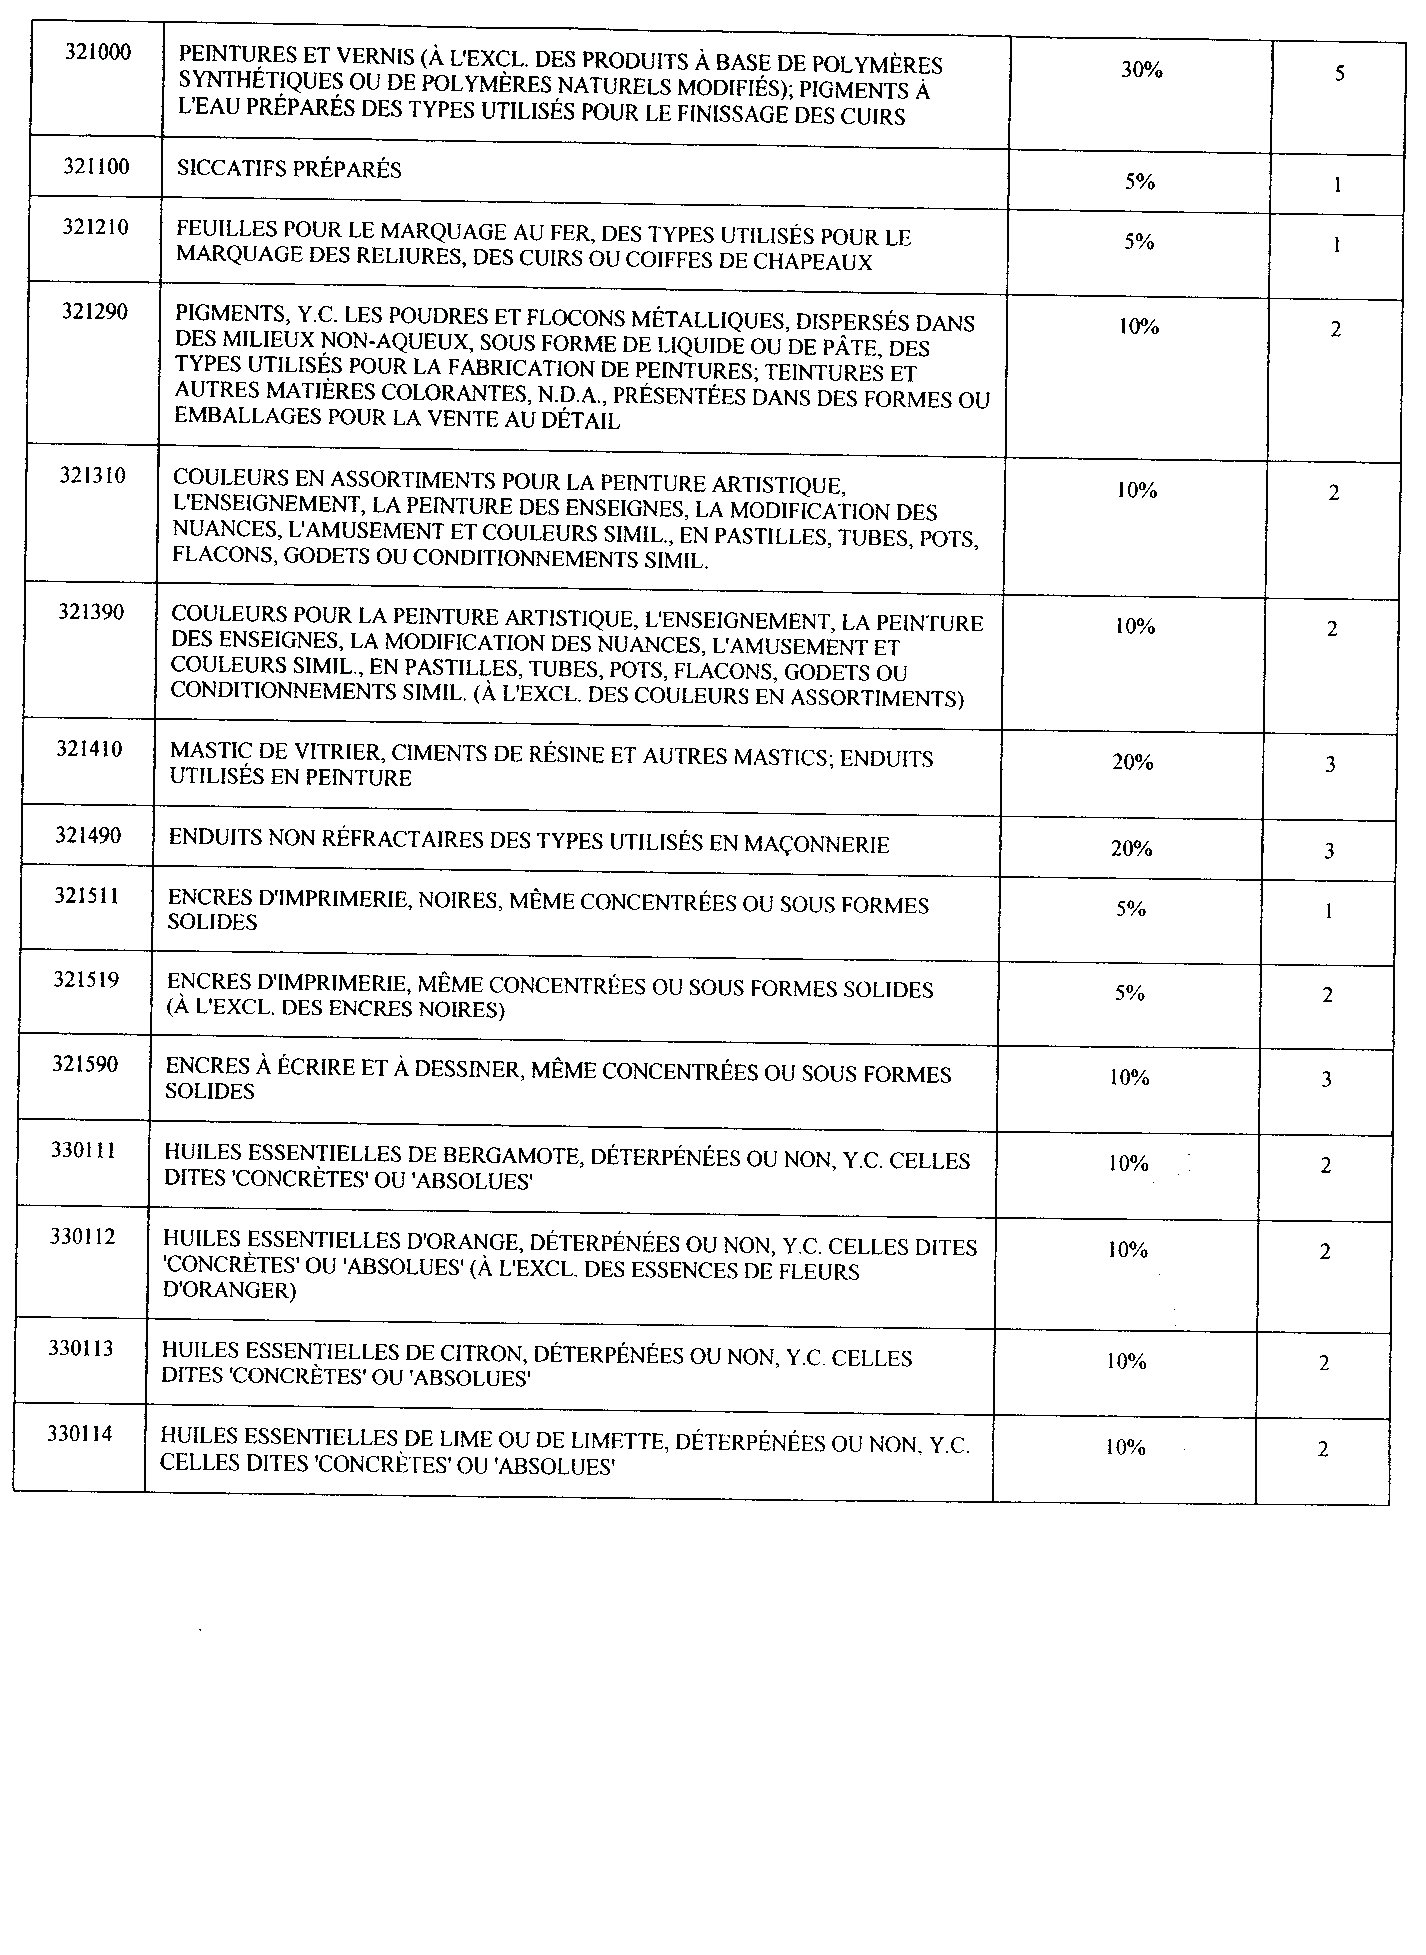 321000 PEINTURES ET VERNIS (À L'EXCL. DES PRODUITS À BASE DE POLYMÈRES 30% 5
SYNTHÉTIQUES OU DE POLYMÈRES NATURELS MODIFIÉS); PIGMENTS À
L'EAU PRÉPARÉS DES TYPES UTILISÉS POUR LE FINISSAGE DES CUIRS
321100 SICCATIFS PRÉPARÉS 5% 1
321210 FEUILLES POUR LE MARQUAGE AU FER, DES TYPES UTILISÉS POUR LE 5% 1
MARQUAGE DES RELIURES, DES CUIRS OU COIFFES DE CHAPEAUX
321290 PIGMENTS, Y.C. LES POUDRES ET FLOCONS MÉTALLIQUES, DISPERSÉS DANS 10% 2
DES MILIEUX NON-AQUEUX, SOUS FORME DE LIQUIDE OU DE PÂTE, DES
TYPES UTILISÉS POUR LA FABRICATION DE PEINTURES; TEINTURES ET
AUTRES MATIÈRES COLORANTES, N.D.A., PRÉSENTÉES DANS DES FORMES OU
EMBALLAGES POUR LA VENTE AU DÉTAIL
321310 COULEURS EN ASSORTIMENTS POUR LA PEINTURE ARTISTIQUE, 10% 2
L'ENSEIGNEMENT, LA PEINTURE DES ENSEIGNES, LA MODIFICATION DES
NUANCES, L'AMUSEMENT ET COULEURS SIMIL., EN PASTILLES, TUBES, POTS,
FLACONS, GODETS OU CONDITIONNEMENTS SIMIL.
321390 COULEURS POUR LA PEINTURE ARTISTIQUE, L'ENSEIGNEMENT, LA PEINTURE 10% 2
DES ENSEIGNES, LA MODIFICATION DES NUANCES, L'AMUSEMENT ET
COULEURS SIMIL., EN PASTILLES, TUBES, POTS, FLACONS, GODETS OU
CONDITIONNEMENTS SIMIL. (À L'EXCL. DES COULEURS EN ASSORTIMENTS)
321410 MASTIC DE VITRIER, CIMENTS DE RÉSINE ET AUTRES MASTICS; ENDUITS 20% 3
UTILISÉS EN PEINTURE
321490 ENDUITS NON RÉFRACTAIRES DES TYPES UTILISÉS EN MAÇONNERIE 20% 3
321511 ENCRES D'IMPRIMERIE, NOIRES, MÊME CONCENTRÉES OU SOUS FORMES 5% 1
SOLIDES
321519 ENCRES D'IMPRIMERIE, MÊME CONCENTRÉES OU SOUS FORMES SOLIDES 5% 2
(À L'EXCL. DES ENCRES NOIRES)
321590 ENCRES À ÉCRIRE ET À DESSINER, MÊME CONCENTRÉES OU SOUS FORMES 10% 3
SOLIDES
330111 HUILES ESSENTIELLES DE BERGAMOTE, DÉTERPÉNÉES OU NON, Y.C. CELLES 10% 2
DITES 'CONCRÈTES' OU 'ABSOLUES'
330112 HUILES ESSENTIELLES D'ORANGE, DÉTERPÉNÉES OU NON, Y.C. CELLES DITES 10% 2
'CONCRÈTES' OU 'ABSOLUES' (À L'EXCL. DES ESSENCES DE FLEURS
D'ORANGER)
330113 HUILES ESSENTIELLES DE CITRON, DÉTERPÉNÉES OU NON, Y.C. CELLES 10% 2
DITES 'CONCRÈTES' OU 'ABSOLUES'
330114 HUILES ESSENTIELLES DE LIME OU DE LIMETTE, DÉTERPÉNÉES OU NON, Y.C. 10% 2
CELLES DITES 'CONCRÈTES' OU 'ABSOLUES'